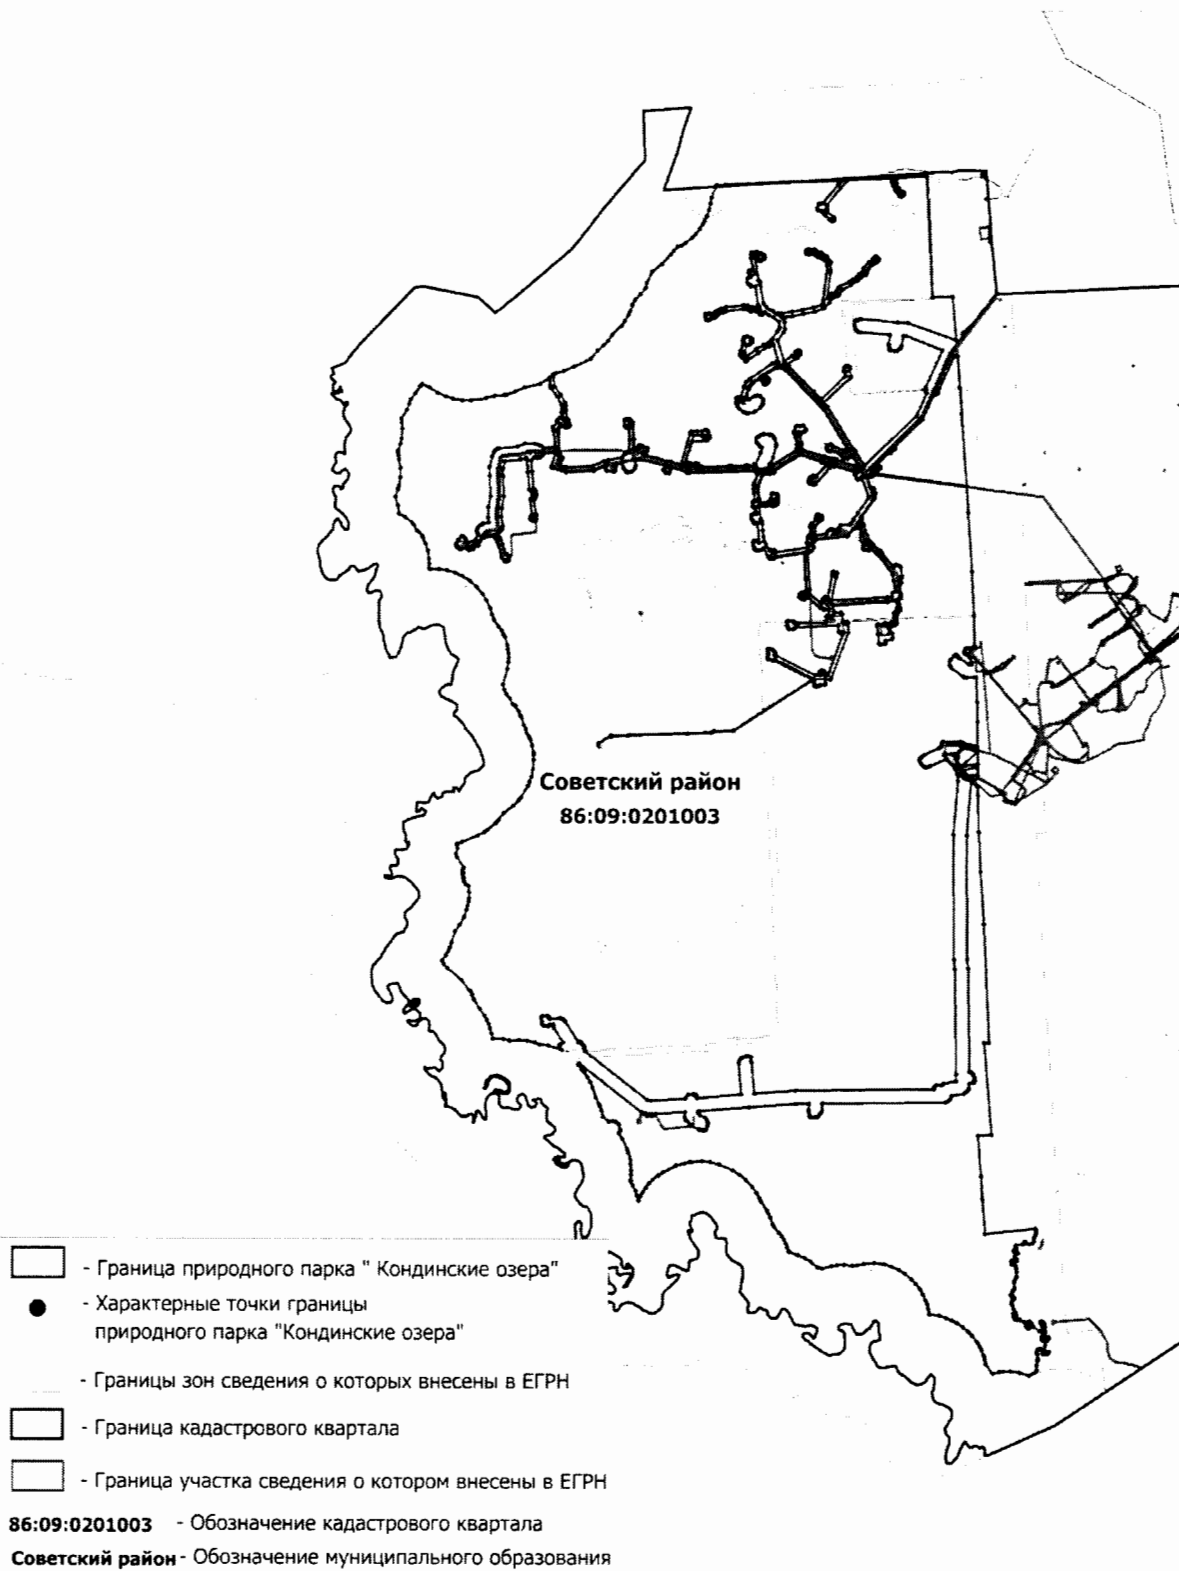 Советский район
86:09:0201003
- Граница природного парка " Кондинские озера"
- Характерные точки границы
природного парка "Кондинские озера"
- Границы зон сведения о которых внесены в ЕГРН
- Граница кадастрового квартала
- Граница участка сведения о котором внесены в ЕГРН
86:09:0201003 - Обозначение кадастрового квартала
Советский район - Обозначение муниципального образования